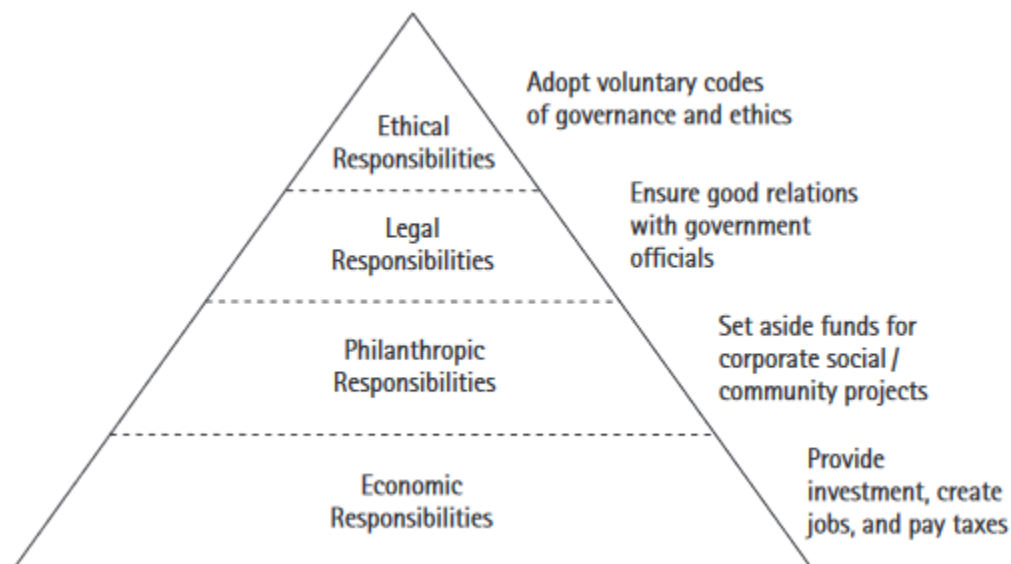 Adopt voluntary codes
of governance and ethics
Ethical
Responsibilities
Ensure good relations
with government
officials
Legal
Responsibilities
Set aside funds for
corporate social /
community projects
Philanthropic
Responsibilities
Provide
investment, create
jobs, and pay taxes
Economic
Responsibilities